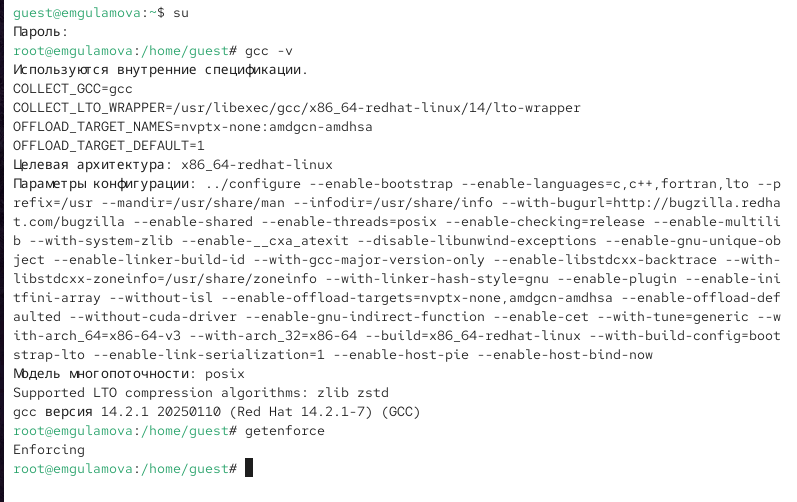 guest@emgulamova:~$ su
Пароль:
root@emgulamova:/home/guest# gcc -v
Используются внутренние спецификации.
COLLECT_GCC=gcc
COLLECT_LTO_WRAPPER=/usr/libexec/gcc/x86_64-redhat-linux/14/lto-wrapper
OFFLOAD_TARGET_NAMES=nvptx-none:amdgcn-amdhsa
OFFLOAD_TARGET_DEFAULT=1
Целевая архитектура: x86_64-redhat-linux
Параметры конфигурации: ../configure --enable-bootstrap --enable-languages=c,c++,fortran,lto --p
refix=/usr --mandir=/usr/share/man --infodir=/usr/share/info --with-bugurl=http://bugzilla.redha
t.com/bugzilla --enable-shared --enable-threads=posix --enable-checking=release --enable-multili
b --with-system-zlib --enable-__cxa_atexit --disable-libunwind-exceptions --enable-gnu-unique-ob
ject --enable-linker-build-id --with-gcc-major-version-only --enable-libstdcxx-backtrace --with-
libstdcxx-zoneinfo=/usr/share/zoneinfo --with-linker-hash-style=gnu --enable-plugin --enable-ini
tfini-array --without-isl --enable-offload-targets=nvptx-none,amdgcn-amdhsa --enable-offload-def
aulted --without-cuda-driver --enable-gnu-indirect-function --enable-cet --with-tune=generic --w
ith-arch_64=x86-64-v3 --with-arch_32=x86-64 --build=x86_64-redhat-linux --with-build-config=boot
strap-lto --enable-link-serialization=1 --enable-host-pie --enable-host-bind-now
Модель многопоточности: posix
Supported LTO compression algorithms: zlib zstd
gcc версия 14.2.1 20250110 (Red Hat 14.2.1-7) (GCC)
root@emgulamova:/home/guest# getenforce
Enforcing
root@emgulamova:/home/guest#